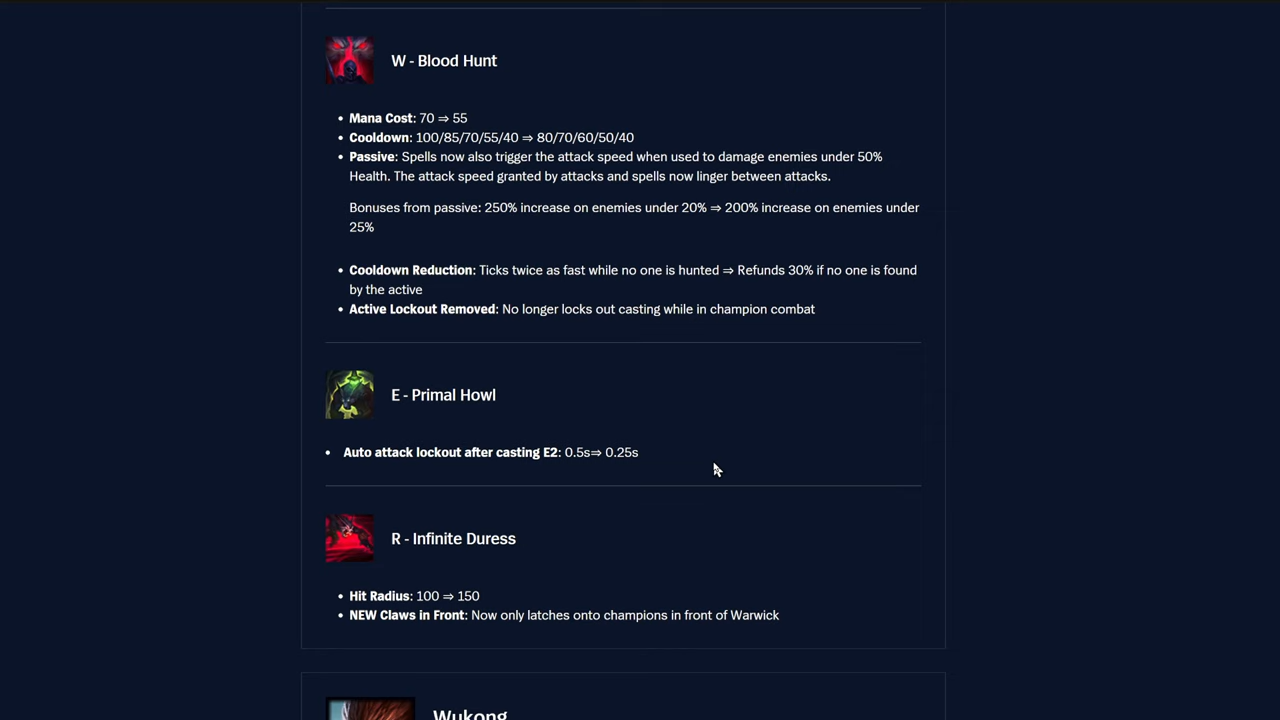 W - Blood Hunt
• Mana Cost: 70 ⇒ 55
• Cooldown: 100/85/70/55/40 ⇒ 80/70/60/50/40
• Passive: Spells now also trigger the attack speed when used to damage enemies under 50%
Health. The attack speed granted by attacks and spells now linger between attacks.
Bonuses from passive: 250% increase on enemies under 20% ⇒ 200% increase on enemies under
25%
• Cooldown Reduction: Ticks twice as fast while no one is hunted ⇒ Refunds 30% if no one is found
by the active
• Active Lockout Removed: No longer locks out casting while in champion combat
E - Primal Howl
• Auto attack lockout after casting E2: 0.5s⇒ 0.25s
R - Infinite Duress
• Hit Radius: 100 ⇒ 150
• NEW Claws in Front: Now only latches onto champions in front of Warwick
Wukong